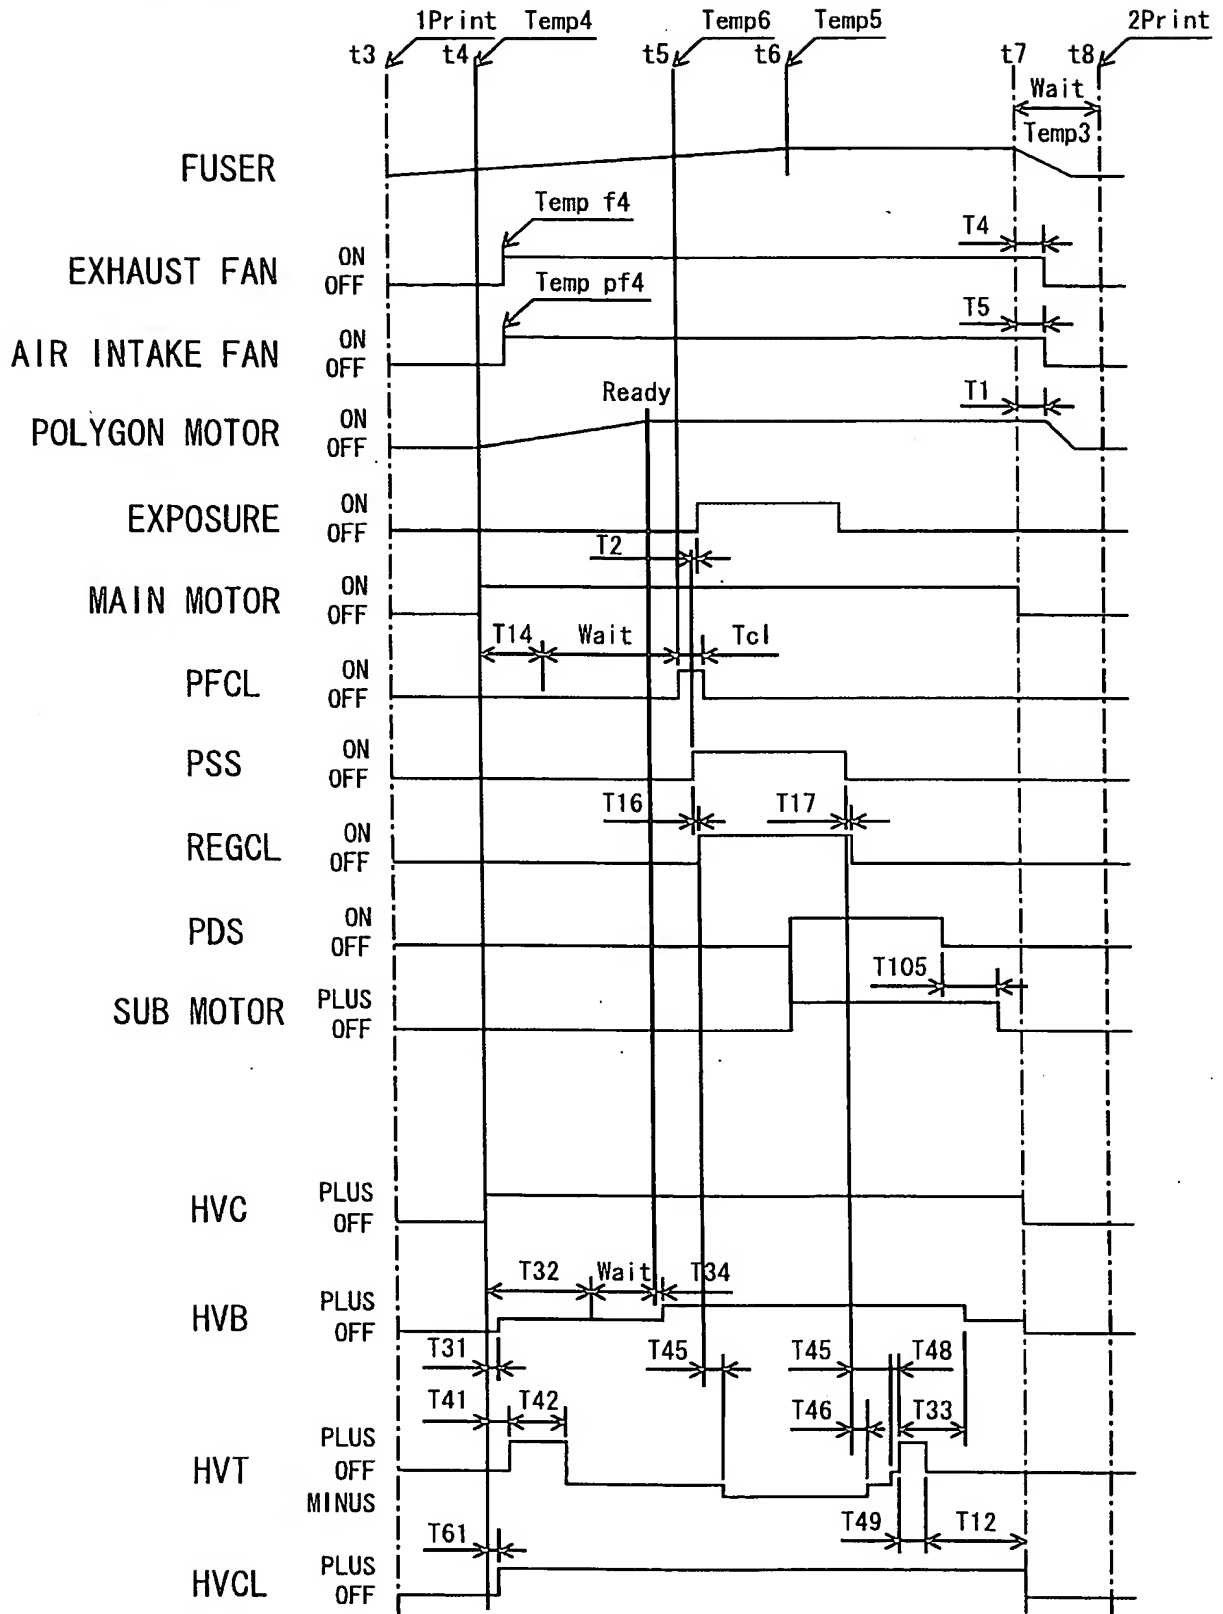 1Print Temp4 Temp6 Temp5 2Print
t3 t4 t5 t6 t7 t8
Wait
Temp3
FUSER
Temp f4
T4
EXHAUST FAN ON
OFF
Temp pf4
T5
AIR INTAKE FAN ON
OFF
Ready
T1
POLYGON MOTOR ON
OFF
EXPOSURE ON
OFF
T2
MAIN MOTOR ON
OFF
T14 Wait Tcl
PFCL ON
OFF
PSS ON
OFF
T16 T17
REGCL ON
OFF
PDS ON
OFF
T105
SUB MOTOR PLUS
OFF
HVC PLUS
OFF
T32 Wait T34
HVB PLUS
OFF
T31 T45 T45 T48
T41 T42 T46 T33
HVT PLUS
OFF
MINUS
T61 T49 T12
HVCL PLUS
OFF